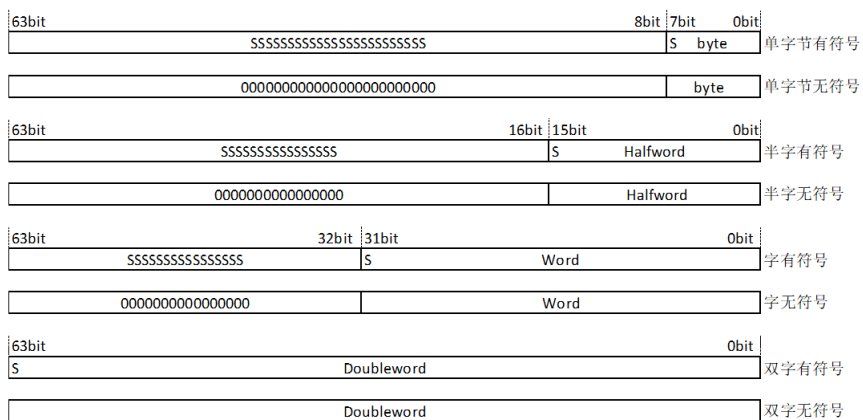 63bit 8bit 7bit 0bit
SSSSSSSSSSSSSSSSSSSSSSSS S byte 单字节有符号
000000000000000000000000 byte 单字节无符号
63bit 16bit 15bit 0bit
SSSSSSSSSSSSSSSS S Halfword 半字有符号
0000000000000000 Halfword 半字无符号
63bit 32bit 31bit 0bit
SSSSSSSSSSSSSSSS S Word 字有符号
0000000000000000 Word 字无符号
63bit 0bit
S Doubleword 双字有符号
Doubleword 双字无符号